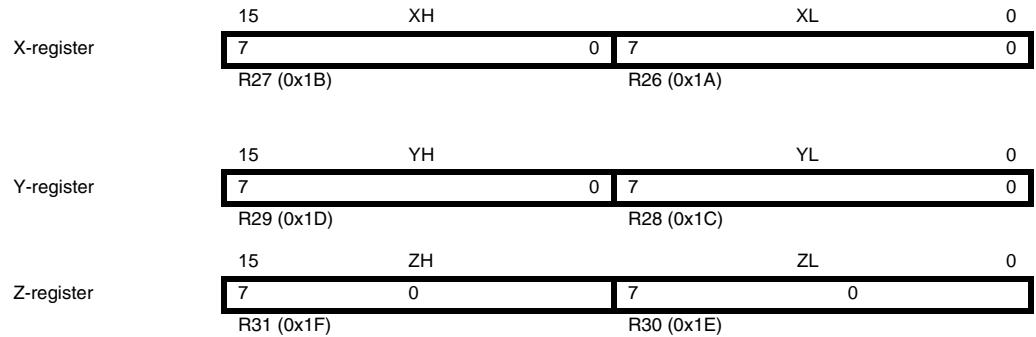 15 XH XL 0
X-register 7 0 7 0
R27 (0x1B) R26 (0x1A)
15 YH YL 0
Y-register 7 0 7 0
R29 (0x1D) R28 (0x1C)
15 ZH ZL 0
Z-register 7 0 7 0
R31 (0x1F) R30 (0x1E)